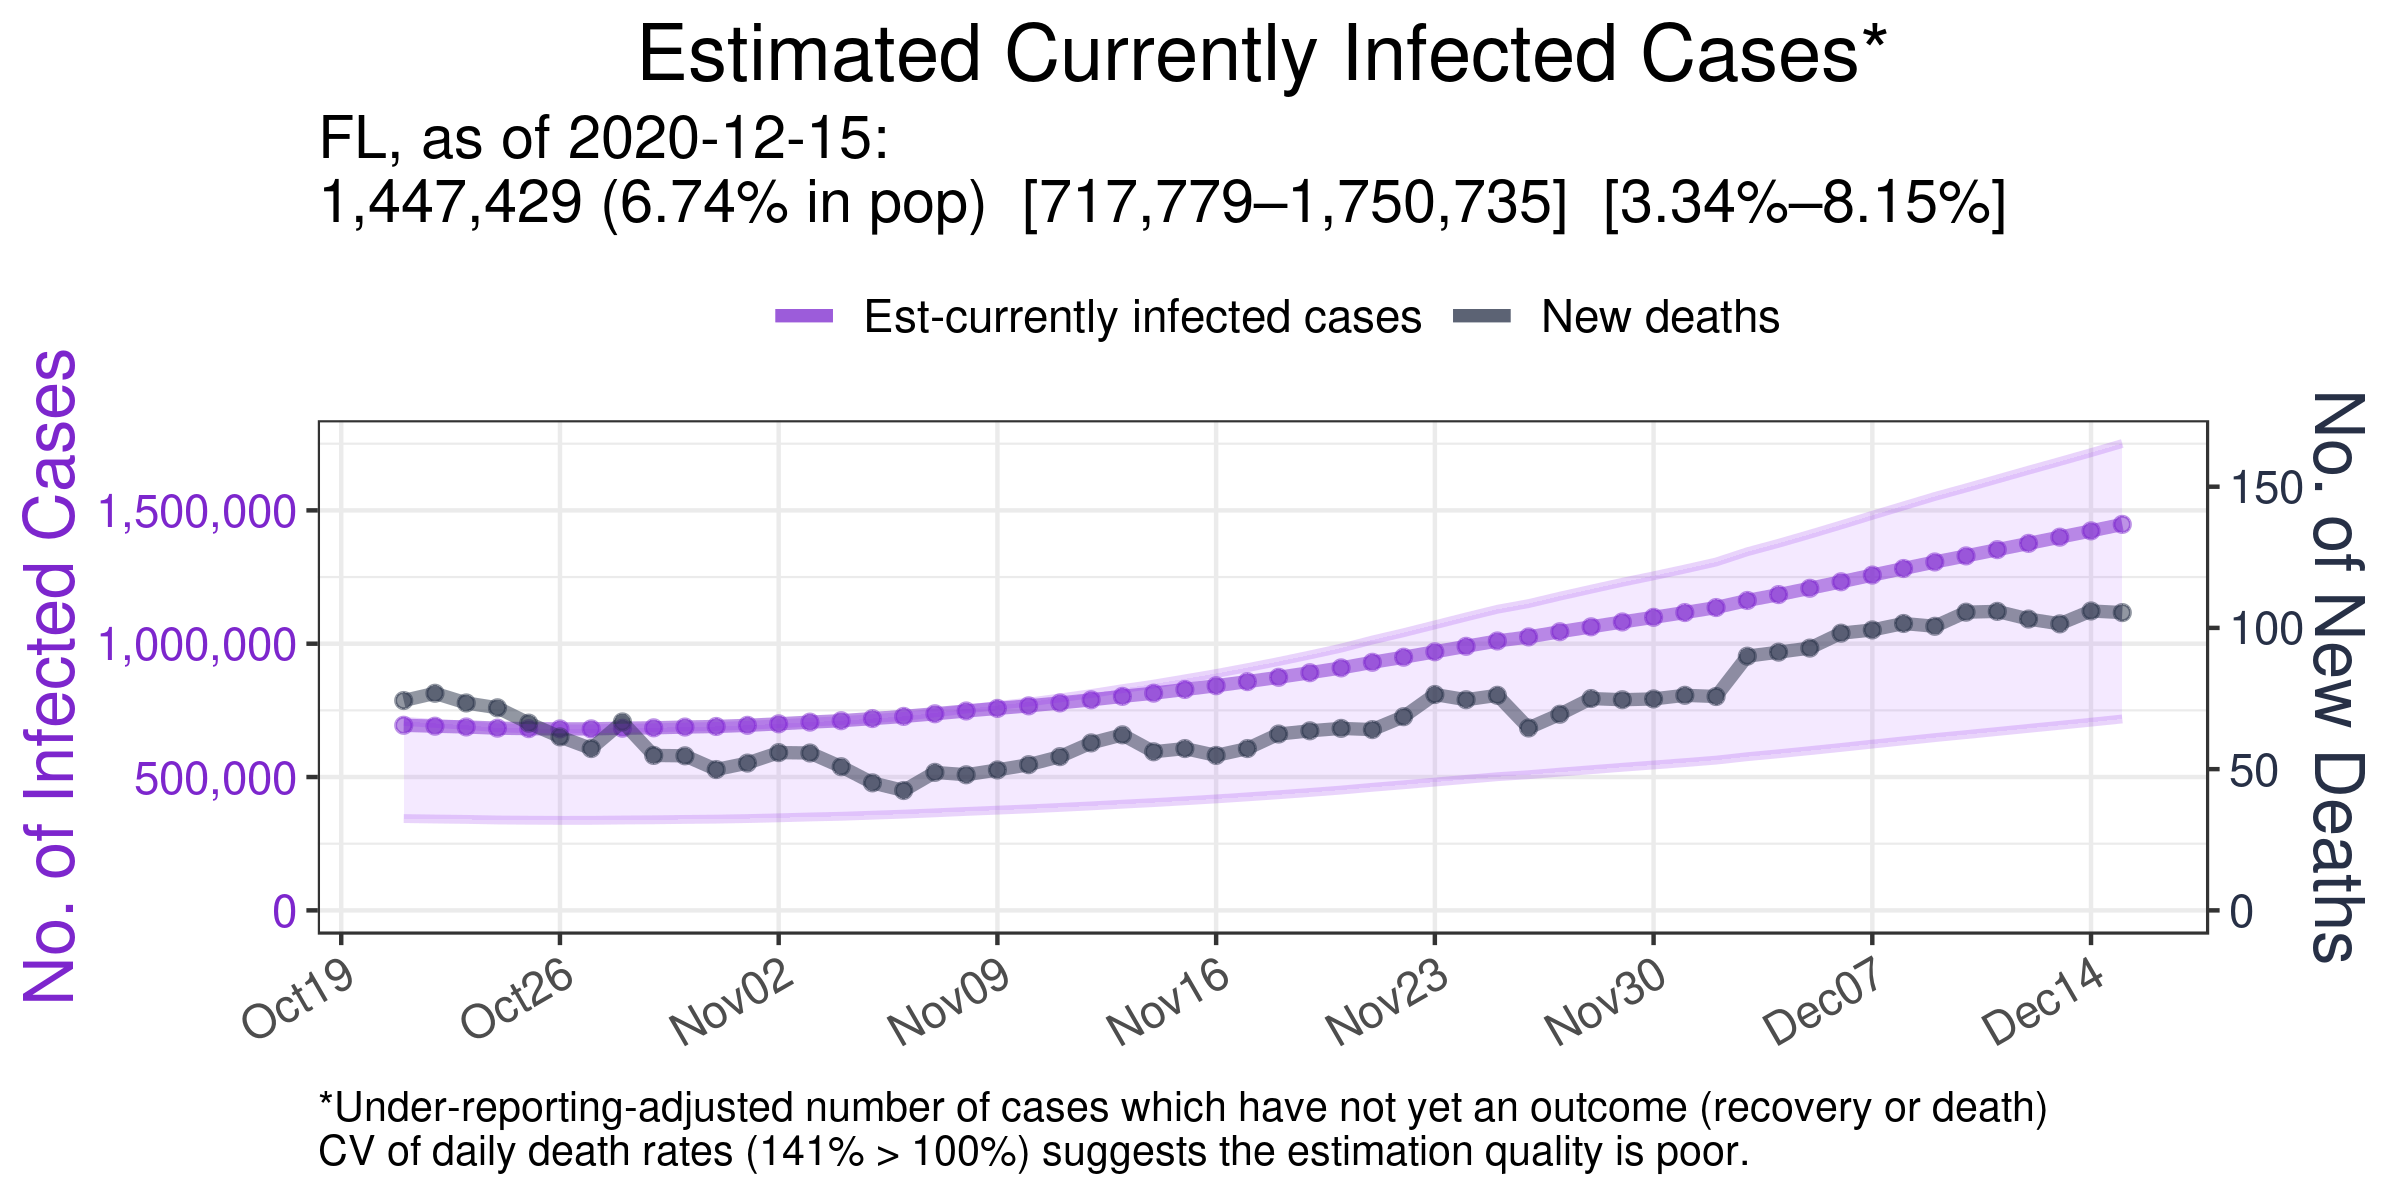 Estimated Currently Infected Cases*
FL, as of 2020-12-15:
1,447,429 (6.74% in pop) [717,779–1,750,735] [3.34%–8.15%]
Est-currently infected cases
New deaths
No. of Infected Cases
1,500,000
1,000,000
500,000
0
150
100
50
0
No. of New Deaths
Oct19
Oct26
Nov02
Nov09
Nov16
Nov23
Nov30
Dec07
Dec14
*Under-reporting-adjusted number of cases which have not yet an outcome (recovery or death)
CV of daily death rates (141% > 100%) suggests the estimation quality is poor.